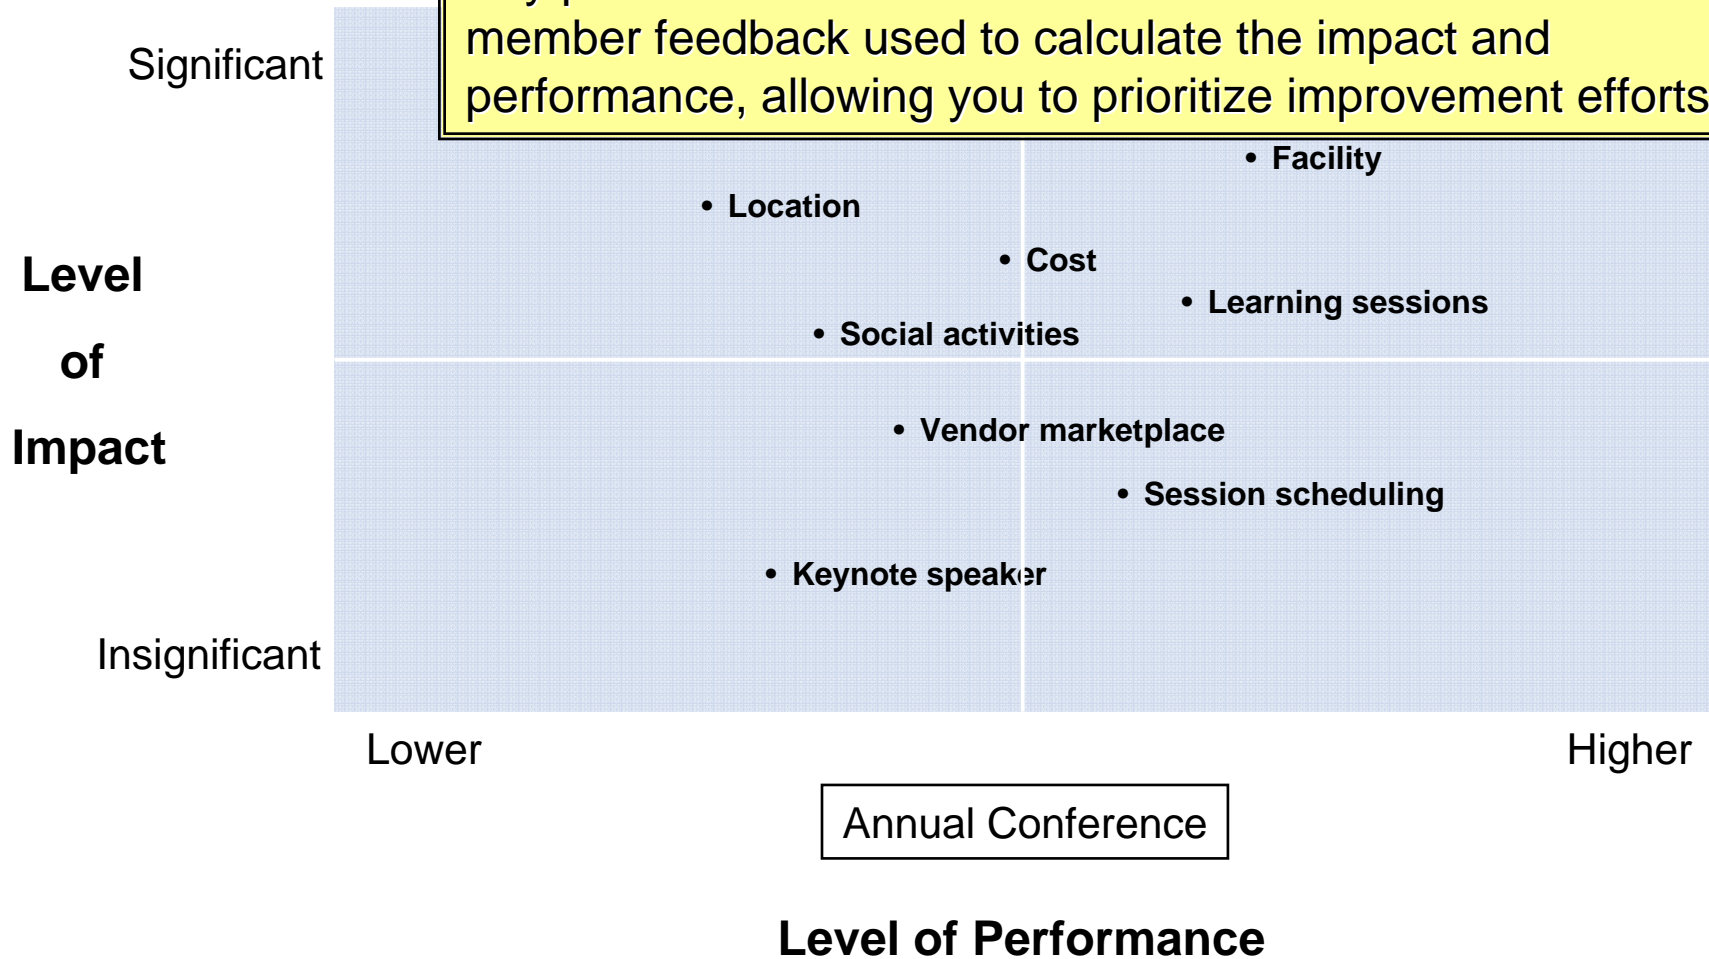 member feedback used to calculate the impact and
performance, allowing you to prioritize improvement efforts
Significant
• Facility
• Location
• Cost
• Learning sessions
• Social activities
Level
of
Impact
• Vendor marketplace
• Session scheduling
• Keynote speaker
Insignificant
Lower
Higher
Annual Conference
Level of Performance